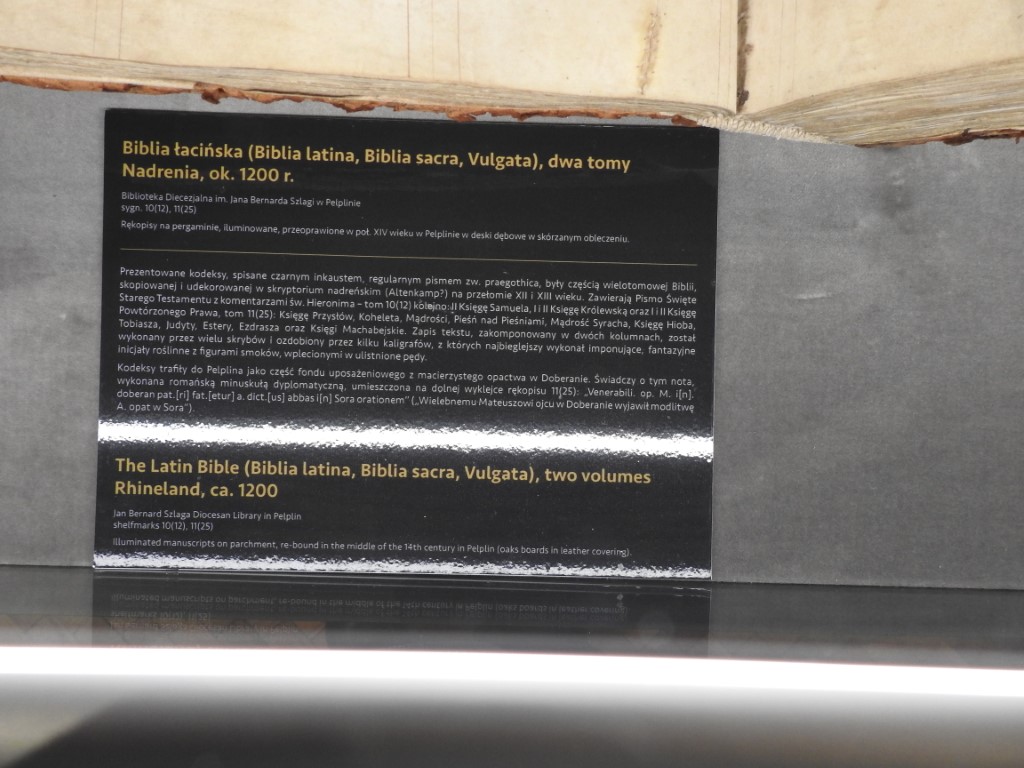 Biblia łacińska (Biblia latina, Biblia sacra, Vulgata), dwa tomy
Nadrenia, ok. 1200 r.
Biblioteka Diecezjalna im. Jana Bernarda Szlagi w Pelplinie
sygn. 10(12), 11(25)
Rękopisy na pergaminie, iluminowane, przeoprawione w poł. XIV wieku w Pelplinie w deski dębowe w skórzanym obleczeniu.
Prezentowane kodeksy, spisane czarnym inkaustem, regularnym pismem zw. praegothica, były częścią wielotomowej Biblii,
skopiowanej i udekorowanej w skryptorium nadreńskim (Altenkamp?) na przełomie XII i XIII wieku. Zawierają Pismo Święte
Starego Testamentu z komentarzami św. Hieronima – tom 10(12) kolejno: II Księgę Samuela, I i II Księgę Królewską oraz I i II Księgę
Powtórzonego Prawa, tom 11(25): Księgę Przysłów, Koheleta, Mądrości, Pieśń nad Pieśniami, Mądrość Syracha, Księgę Hioba,
Tobiasza, Judyty, Estery, Ezdrasza oraz Księgi Machabejskie. Zapis tekstu, zakomponowany w dwóch kolumnach, został
wykonany przez wielu skrybów i ozdobiony przez kilku kaligrafów, z których najbieglejszy wykonał imponujące, fantazyjne
inicjały roślinne z figurami smoków, wplecionymi w ulistnione pędy.
Kodeksy trafiły do Pelplina jako część fondu uposażeniowego z macierzystego opactwa w Doberanie. Świadczy o tym nota,
wykonana romańską minuskułą dyplomatyczną, umieszczona na dolnej wyklejce rękopisu 11(25): „Venerabili. op. M. i[n].
doberan pat.[ri] fat.[etur] a. dict.[us] abbas i[n] Sora orationem” („Wielebnemu Mateuszowi ojcu w Doberanie wyjawił modlitwę
A. opat w Sora”).
The Latin Bible (Biblia latina, Biblia sacra, Vulgata), two volumes
Rhineland, ca. 1200
Jan Bernard Szlaga Diocesan Library in Pelplin
shelfmarks 10(12), 11(25)
Illuminated manuscripts on parchment, re-bound in the middle of the 14th century in Pelplin (oaks boards in leather covering).